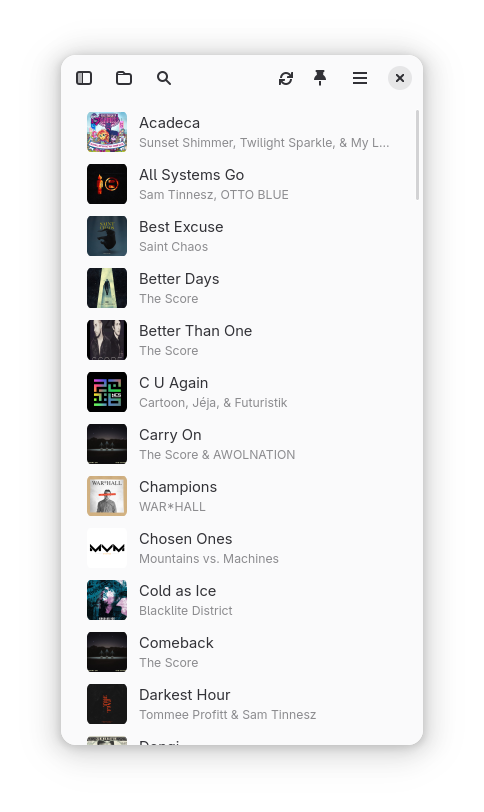 Acadeca
Sunset Shimmer, Twilight Sparkle, & My L...
All Systems Go
Sam Tinnesz, OTTO BLUE
Best Excuse
Saint Chaos
Better Days
The Score
Better Than One
The Score
C U Again
Cartoon, Jéja, & Futuristik
Carry On
The Score & AWOLNATION
WAR*HALL
Champions
WAR*HALL
Chosen Ones
Mountains vs. Machines
Cold as Ice
Blacklite District
Comeback
The Score
Darkest Hour
Tommee Profitt & Sam Tinnesz